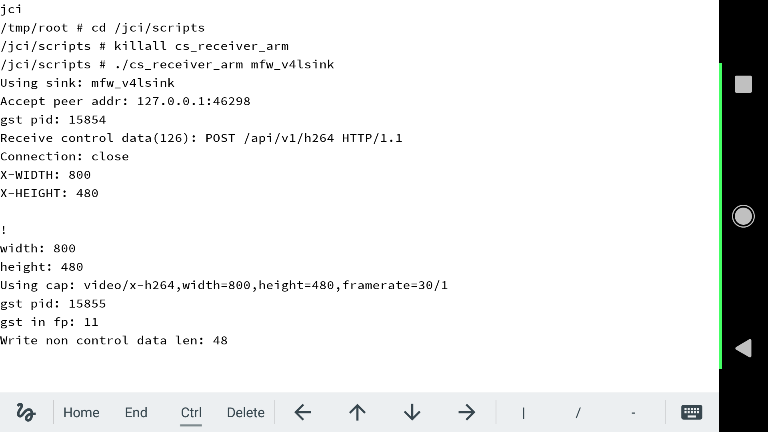 jci
/tmp/root # cd /jci/scripts
/jci/scripts # killall cs_receiver_arm
/jci/scripts # ./cs_receiver_arm mfw_v4lsink
Using sink: mfw_v4lsink
Accept peer addr: 127.0.0.1:46298
gst pid: 15854
Receive control data(126): POST /api/v1/h264 HTTP/1.1
Connection: close
X-WIDTH: 800
X-HEIGHT: 480
!
width: 800
height: 480
Using cap: video/x-h264,width=800,height=480,framerate=30/1
gst pid: 15855
gst in fp: 11
Write non control data len: 48
Home End Ctrl Delete ← ↑ ↓ → | / -